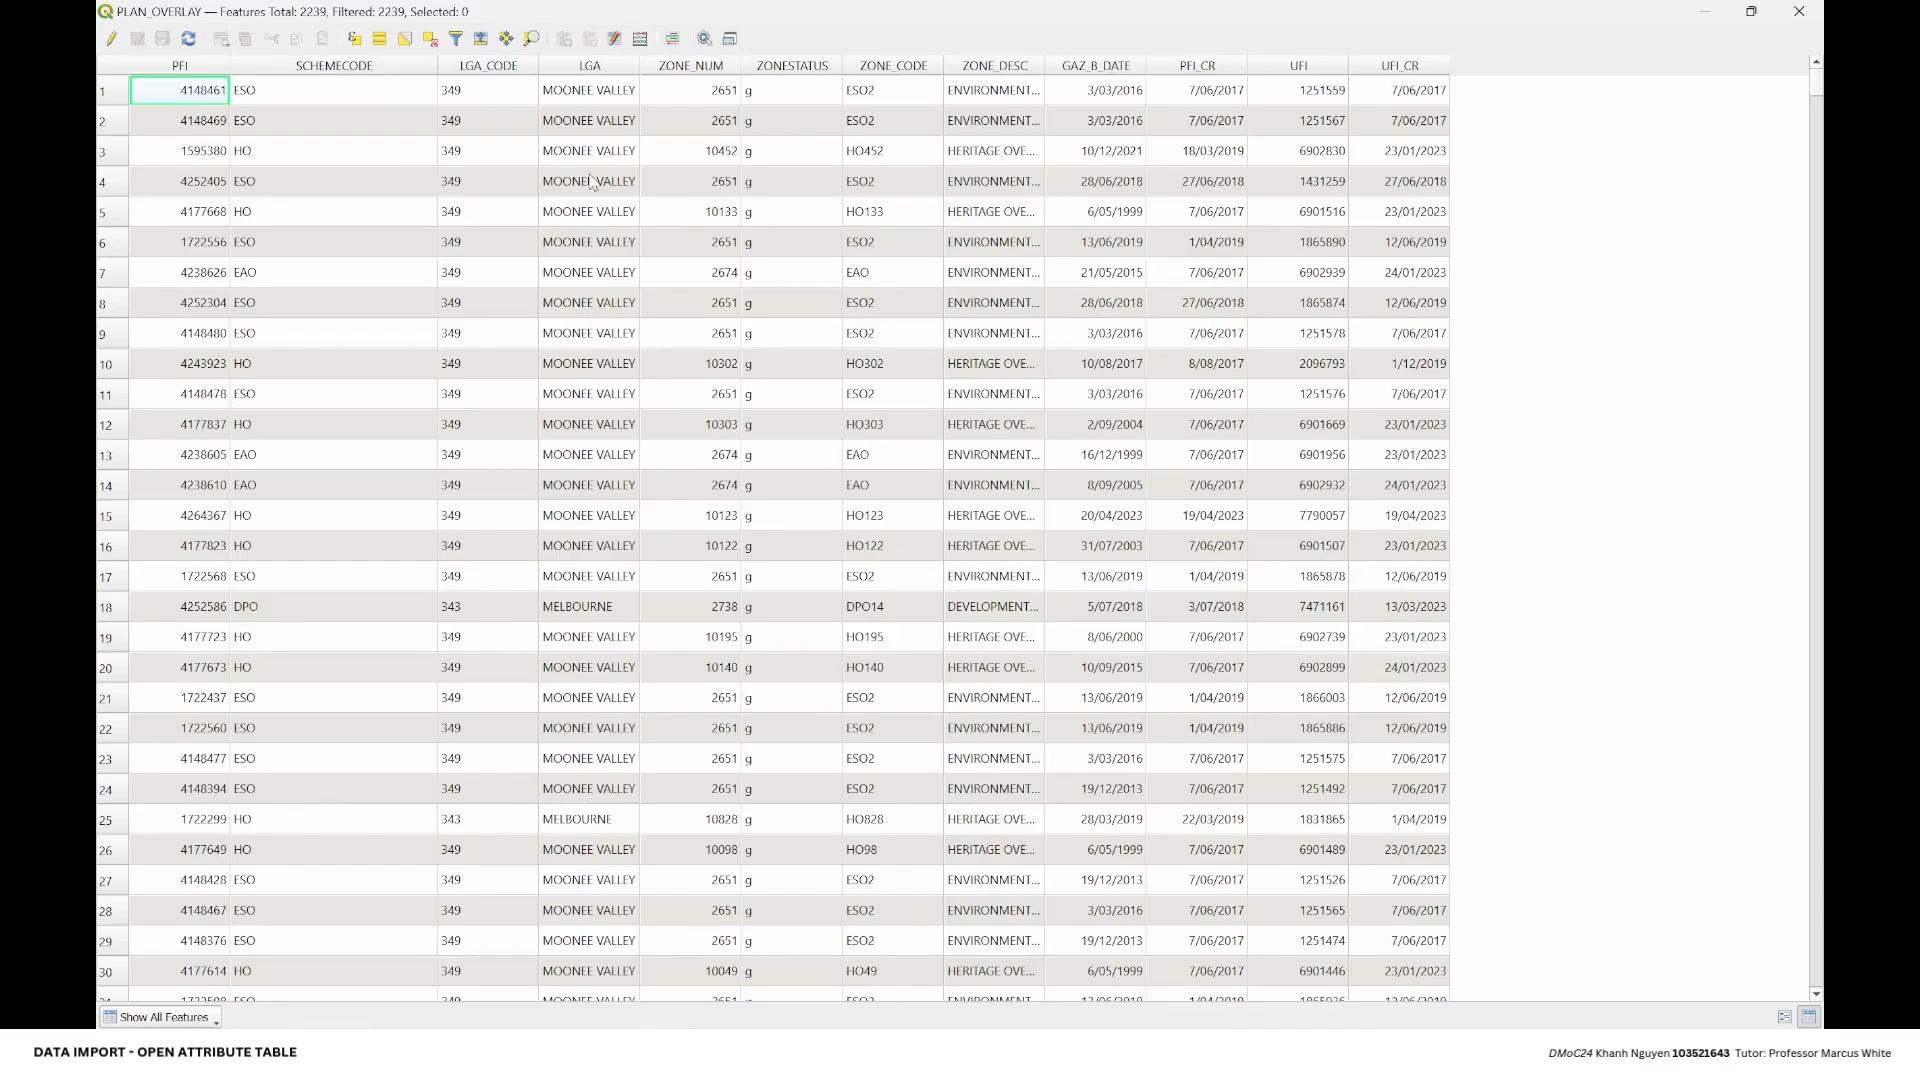 PLAN_OVERLAY — Features Total: 2239, Filtered: 2239, Selected: 0
PFI SCHEMECODE LGA_CODE LGA ZONE_NUM ZONESTATUS ZONE_CODE ZONE_DESC GAZ_B_DATE PFI_CR UFI UFI_CR
1 4148461 ESO 349 MOONEE VALLEY 2651 g ESO2 ENVIRONMENT... 3/03/2016 7/06/2017 1251559 7/06/2017
2 4148469 ESO 349 MOONEE VALLEY 2651 g ESO2 ENVIRONMENT... 3/03/2016 7/06/2017 1251567 7/06/2017
3 1595380 HO 349 MOONEE VALLEY 10452 g HO452 HERITAGE OVE... 10/12/2021 18/03/2019 6902830 23/01/2023
4 4252405 ESO 349 MOONEE VALLEY 2651 g ESO2 ENVIRONMENT... 28/06/2018 27/06/2018 1431259 27/06/2018
5 4177668 HO 349 MOONEE VALLEY 10133 g HO133 HERITAGE OVE... 6/05/1999 7/06/2017 6901516 23/01/2023
6 1722556 ESO 349 MOONEE VALLEY 2651 g ESO2 ENVIRONMENT... 13/06/2019 1/04/2019 1865890 12/06/2019
7 4238626 EAO 349 MOONEE VALLEY 2674 g EAO ENVIRONMENT... 21/05/2015 7/06/2017 6902939 24/01/2023
8 4252304 ESO 349 MOONEE VALLEY 2651 g ESO2 ENVIRONMENT... 28/06/2018 27/06/2018 1865874 12/06/2019
9 4148480 ESO 349 MOONEE VALLEY 2651 g ESO2 ENVIRONMENT... 3/03/2016 7/06/2017 1251578 7/06/2017
10 4243923 HO 349 MOONEE VALLEY 10302 g HO302 HERITAGE OVE... 10/08/2017 8/08/2017 2096793 1/12/2019
11 4148478 ESO 349 MOONEE VALLEY 2651 g ESO2 ENVIRONMENT... 3/03/2016 7/06/2017 1251576 7/06/2017
12 4177837 HO 349 MOONEE VALLEY 10303 g HO303 HERITAGE OVE... 2/09/2004 7/06/2017 6901669 23/01/2023
13 4238605 EAO 349 MOONEE VALLEY 2674 g EAO ENVIRONMENT... 16/12/1999 7/06/2017 6901956 23/01/2023
14 4238610 EAO 349 MOONEE VALLEY 2674 g EAO ENVIRONMENT... 8/09/2005 7/06/2017 6902932 24/01/2023
15 4264367 HO 349 MOONEE VALLEY 10123 g HO123 HERITAGE OVE... 20/04/2023 19/04/2023 7790057 19/04/2023
16 4177823 HO 349 MOONEE VALLEY 10122 g HO122 HERITAGE OVE... 31/07/2003 7/06/2017 6901507 23/01/2023
17 1722568 ESO 349 MOONEE VALLEY 2651 g ESO2 ENVIRONMENT... 13/06/2019 1/04/2019 1865878 12/06/2019
18 4252586 DPO 343 MELBOURNE 2738 g DPO14 DEVELOPMENT... 5/07/2018 3/07/2018 7471161 13/03/2023
19 4177723 HO 349 MOONEE VALLEY 10195 g HO195 HERITAGE OVE... 8/06/2000 7/06/2017 6902739 23/01/2023
20 4177673 HO 349 MOONEE VALLEY 10140 g HO140 HERITAGE OVE... 10/09/2015 7/06/2017 6902899 24/01/2023
21 1722437 ESO 349 MOONEE VALLEY 2651 g ESO2 ENVIRONMENT... 13/06/2019 1/04/2019 1866003 12/06/2019
22 1722560 ESO 349 MOONEE VALLEY 2651 g ESO2 ENVIRONMENT... 13/06/2019 1/04/2019 1865886 12/06/2019
23 4148477 ESO 349 MOONEE VALLEY 2651 g ESO2 ENVIRONMENT... 3/03/2016 7/06/2017 1251575 7/06/2017
24 4148394 ESO 349 MOONEE VALLEY 2651 g ESO2 ENVIRONMENT... 19/12/2013 7/06/2017 1251492 7/06/2017
25 1722299 HO 343 MELBOURNE 10828 g HO828 HERITAGE OVE... 28/03/2019 22/03/2019 1831865 1/04/2019
26 4177649 HO 349 MOONEE VALLEY 10098 g HO98 HERITAGE OVE... 6/05/1999 7/06/2017 6901489 23/01/2023
27 4148428 ESO 349 MOONEE VALLEY 2651 g ESO2 ENVIRONMENT... 19/12/2013 7/06/2017 1251526 7/06/2017
28 4148467 ESO 349 MOONEE VALLEY 2651 g ESO2 ENVIRONMENT... 3/03/2016 7/06/2017 1251565 7/06/2017
29 4148376 ESO 349 MOONEE VALLEY 2651 g ESO2 ENVIRONMENT... 19/12/2013 7/06/2017 1251474 7/06/2017
30 4177614 HO 349 MOONEE VALLEY 10049 g HO49 HERITAGE OVE... 6/05/1999 7/06/2017 6901446 23/01/2023
Show All Features
DATA IMPORT - OPEN ATTRIBUTE TABLE
DMoC24 Khanh Nguyen 103521643 Tutor: Professor Marcus White